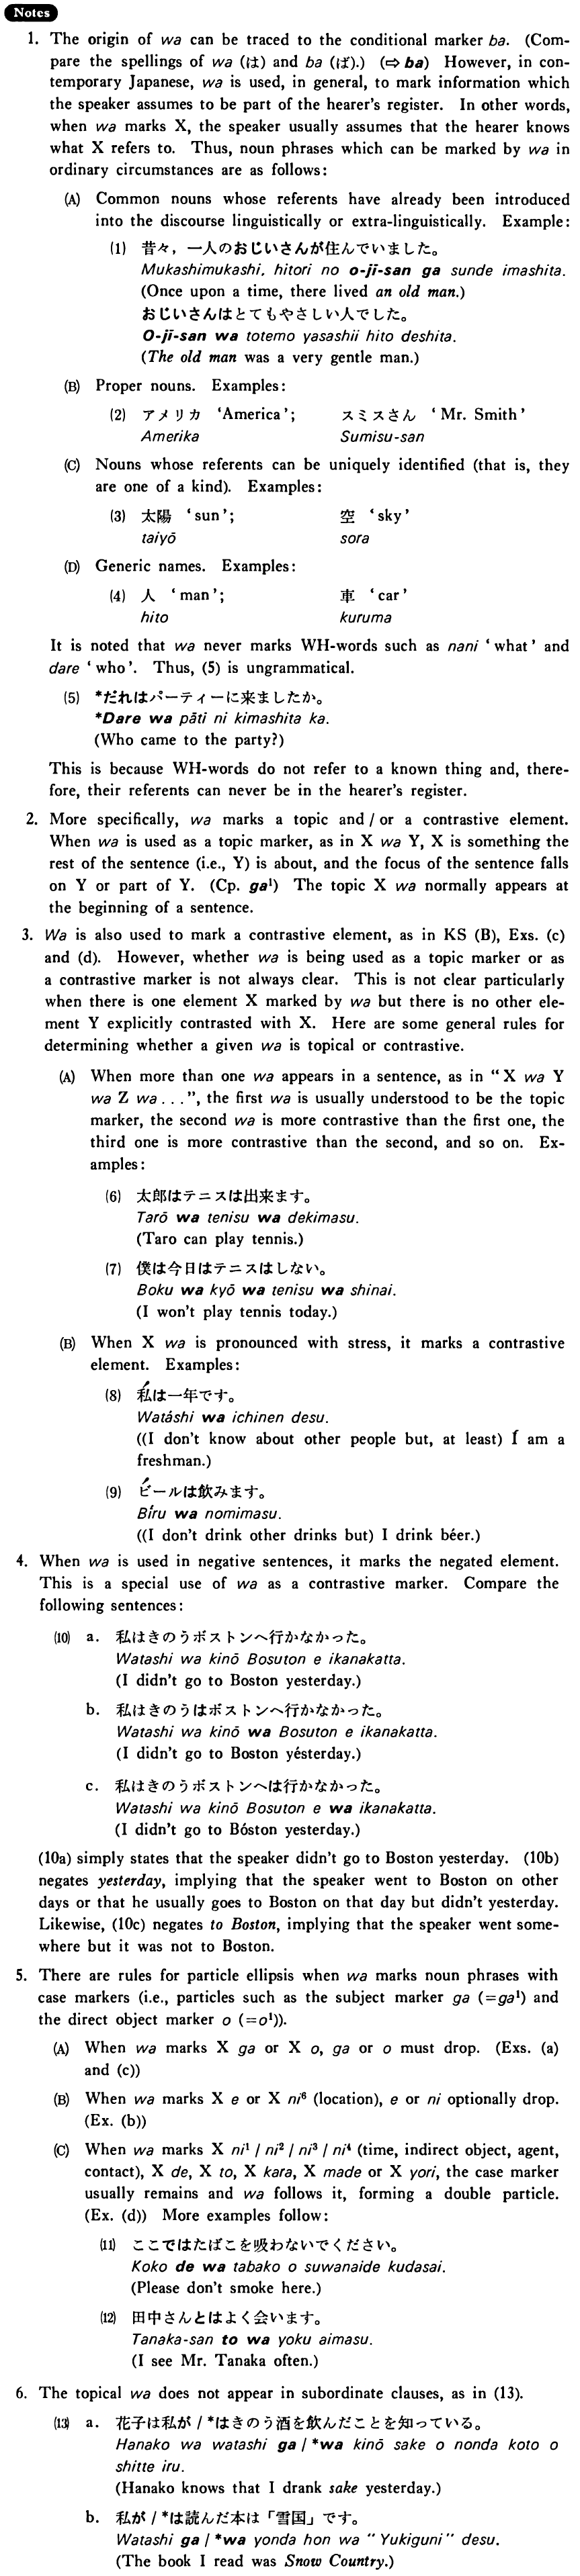 Notes
1. The origin of wa can be traced to the conditional marker ba. (Com-
pare the spellings of wa (は) and ba (ば).) (⇨ ba) However, in con-
temporary Japanese, wa is used, in general, to mark information which
the speaker assumes to be part of the hearer's register. In other words,
when wa marks X, the speaker usually assumes that the hearer knows
what X refers to. Thus, noun phrases which can be marked by wa in
ordinary circumstances are as follows:
(A) Common nouns whose referents have already been introduced
into the discourse linguistically or extra-linguistically. Example:
(1) 昔々，一人のおじいさんが住んでいました。
Mukashimukashi, hitori no o-jī-san ga sunde imashita.
(Once upon a time, there lived an old man.)
おじいさんはとてもやさしい人でした。
O-jī-san wa totemo yasashii hito deshita.
(The old man was a very gentle man.)
(B) Proper nouns. Examples:
(2) アメリカ 'America'; スミスさん 'Mr. Smith'
Amerika Sumisu-san
(C) Nouns whose referents can be uniquely identified (that is, they
are one of a kind). Examples:
(3) 太陽 'sun'; 空 'sky'
taiyō sora
(D) Generic names. Examples:
(4) 人 'man'; 車 'car'
hito kuruma
It is noted that wa never marks WH-words such as nani 'what' and
dare 'who'. Thus, (5) is ungrammatical.
(5) *だれはパーティーに来ましたか。
*Dare wa pāti ni kimashita ka.
(Who came to the party?)
This is because WH-words do not refer to a known thing and, there-
fore, their referents can never be in the hearer's register.
2. More specifically, wa marks a topic and / or a contrastive element.
When wa is used as a topic marker, as in X wa Y, X is something the
rest of the sentence (i.e., Y) is about, and the focus of the sentence falls
on Y or part of Y. (Cp. ga¹) The topic X wa normally appears at
the beginning of a sentence.
3. Wa is also used to mark a contrastive element, as in KS (B), Exs. (c)
and (d). However, whether wa is being used as a topic marker or as
a contrastive marker is not always clear. This is not clear particularly
when there is one element X marked by wa but there is no other ele-
ment Y explicitly contrasted with X. Here are some general rules for
determining whether a given wa is topical or contrastive.
(A) When more than one wa appears in a sentence, as in "X wa Y
wa Z wa . . .", the first wa is usually understood to be the topic
marker, the second wa is more contrastive than the first one, the
third one is more contrastive than the second, and so on. Ex-
amples:
(6) 太郎はテニスは出来ます。
Tarō wa tenisu wa dekimasu.
(Taro can play tennis.)
(7) 僕は今日はテニスはしない。
Boku wa kyō wa tenisu wa shinai.
(I won't play tennis today.)
(B) When X wa is pronounced with stress, it marks a contrastive
element. Examples:
(8) 私は一年です。
Watáshi wa ichinen desu.
((I don't know about other people but, at least) Í am a
freshman.)
(9) ビールは飲みます。
Bíru wa nomimasu.
((I don't drink other drinks but) I drink béer.)
4. When wa is used in negative sentences, it marks the negated element.
This is a special use of wa as a contrastive marker. Compare the
following sentences:
(10) a. 私はきのうボストンへ行かなかった。
Watashi wa kinō Bosuton e ikanakatta.
(I didn't go to Boston yesterday.)
b. 私はきのうはボストンへ行かなかった。
Watashi wa kinō wa Bosuton e ikanakatta.
(I didn't go to Boston yésterday.)
c. 私はきのうボストンへは行かなかった。
Watashi wa kinō Bosuton e wa ikanakatta.
(I didn't go to Bóston yesterday.)
(10a) simply states that the speaker didn't go to Boston yesterday. (10b)
negates yesterday, implying that the speaker went to Boston on other
days or that he usually goes to Boston on that day but didn't yesterday.
Likewise, (10c) negates to Boston, implying that the speaker went some-
where but it was not to Boston.
5. There are rules for particle ellipsis when wa marks noun phrases with
case markers (i.e., particles such as the subject marker ga (=ga¹) and
the direct object marker o (=o¹)).
(A) When wa marks X ga or X o, ga or o must drop. (Exs. (a)
and (c))
(B) When wa marks X e or X ni⁶ (location), e or ni optionally drop.
(Ex. (b))
(C) When wa marks X ni¹ / ni² / ni³ / ni⁴ (time, indirect object, agent,
contact), X de, X to, X kara, X made or X yori, the case marker
usually remains and wa follows it, forming a double particle.
(Ex. (d)) More examples follow:
(11) ここではたばこを吸わないでください。
Koko de wa tabako o suwanaide kudasai.
(Please don't smoke here.)
(12) 田中さんとはよく会います。
Tanaka-san to wa yoku aimasu.
(I see Mr. Tanaka often.)
6. The topical wa does not appear in subordinate clauses, as in (13).
(13) a. 花子は私が / *はきのう酒を飲んだことを知っている。
Hanako wa watashi ga / *wa kinō sake o nonda koto o
shitte iru.
(Hanako knows that I drank sake yesterday.)
b. 私が / *は読んだ本は「雪国」です。
Watashi ga / *wa yonda hon wa "Yukiguni" desu.
(The book I read was Snow Country.)